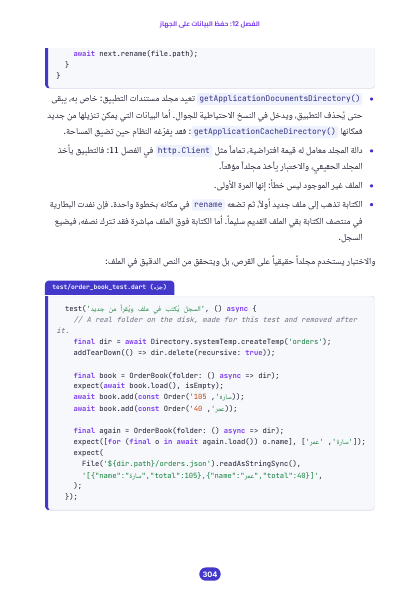 الفصل 12: حفظ البيانات على الجهاز
await next.rename(file.path);
}
}
• getApplicationDocumentsDirectory() تعيد مجلد مستندات التطبيق: خاص به، يبقى
حتى يُحذف التطبيق، ويدخل في النسخ الاحتياطية للجوال. أما البيانات التي يمكن تنزيلها من جديد
فمكانها getApplicationCacheDirectory() : فقد يفرّغه النظام حين تضيق المساحة.
• دالة المجلد معامل له قيمة افتراضية، تماماً مثل http.Client في الفصل 11: فالتطبيق يأخذ
المجلد الحقيقي، والاختبار يأخذ مجلداً مؤقتاً.
• الملف غير الموجود ليس خطأ: إنها المرة الأولى.
• الكتابة تذهب إلى ملف جديد أولاً، ثم تضعه rename في مكانه بخطوة واحدة. فإن نفدت البطارية
في منتصف الكتابة بقي الملف القديم سليماً. أما الكتابة فوق الملف مباشرة فقد تترك نصفه، فيضيع
السجل.
والاختبار يستخدم مجلداً حقيقياً على القرص، بل ويتحقق من النص الدقيق في الملف:
test/order_book_test.dart (جزء)
test('السجل يُكتب في ملف ويُقرأ من جديد', () async {
// A real folder on the disk, made for this test and removed after
it.
final dir = await Directory.systemTemp.createTemp('orders');
addTearDown(() => dir.delete(recursive: true));
final book = OrderBook(folder: () async => dir);
expect(await book.load(), isEmpty);
await book.add(const Order('سارة', 105));
await book.add(const Order('عمر', 40));
final again = OrderBook(folder: () async => dir);
expect([for (final o in await again.load()) o.name], ['سارة', 'عمر']);
expect(
File('${dir.path}/orders.json').readAsStringSync(),
'[{"name":"سارة","total":105},{"name":"عمر","total":40}]',
);
});
304